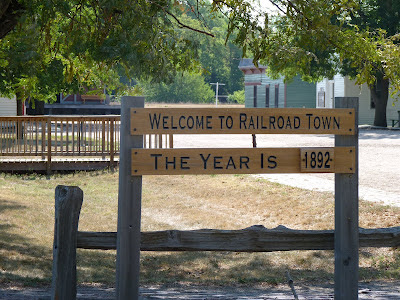 Welcome to Railroad Town
The Year Is 1892